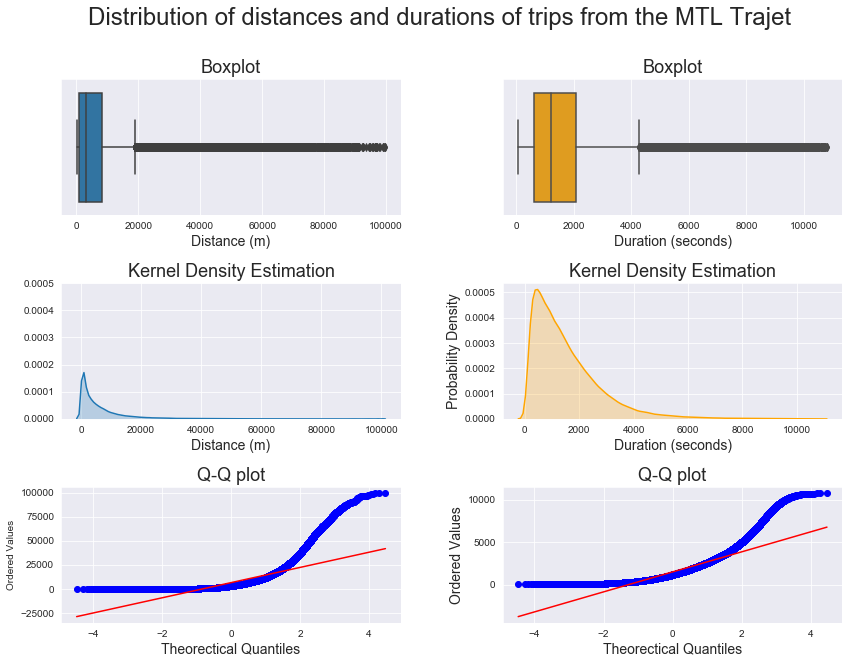 Distribution of distances and durations of trips from the MTL Trajet
Boxplot
0 20000 40000 60000 80000 100000
Distance (m)
Boxplot
0 2000 4000 6000 8000 10000
Duration (seconds)
Kernel Density Estimation
0.0005
0.0004
0.0003
0.0002
0.0001
0.0000
0 20000 40000 60000 80000 100000
Distance (m)
Kernel Density Estimation
Probability Density
0.0005
0.0004
0.0003
0.0002
0.0001
0.0000
0 2000 4000 6000 8000 10000
Duration (seconds)
Q-Q plot
Ordered Values
100000
75000
50000
25000
0
−25000
−4 −2 0 2 4
Theorectical Quantiles
Q-Q plot
Ordered Values
10000
5000
0
−4 −2 0 2 4
Theorectical Quantiles